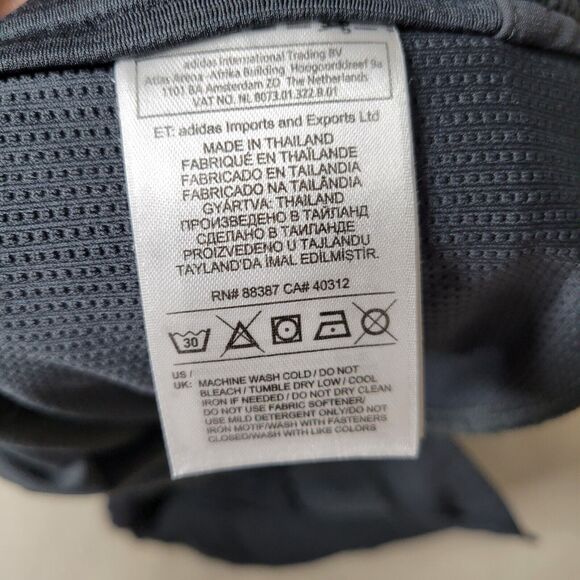 adidas International Trading BV
Atlas Arena - Afrika Building, Hoogoorddreef 9a
1101 BA Amsterdam ZO The Netherlands
VAT NO. NL 8073.01.322.B.01
ET: adidas Imports and Exports Ltd
MADE IN THAILAND
FABRIQUÉ EN THAÏLANDE
FABRICADO EN TAILANDIA
FABRICADO NA TAILÂNDIA
GYÁRTVA: THAILAND
ПРОИЗВЕДЕНО В ТАЙЛАНД
СДЕЛАНО В ТАИЛАНДЕ
PROIZVEDENO U TAJLANDU
TAYLAND'DA İMAL EDİLMİŞTİR.
RN# 88387 CA# 40312
30
US /
UK: MACHINE WASH COLD / DO NOT
BLEACH / TUMBLE DRY LOW / COOL
IRON IF NEEDED / DO NOT DRY CLEAN
DO NOT USE FABRIC SOFTENER/
USE MILD DETERGENT ONLY/DO NOT
IRON MOTIF/WASH WITH FASTENERS
CLOSED/WASH WITH LIKE COLORS